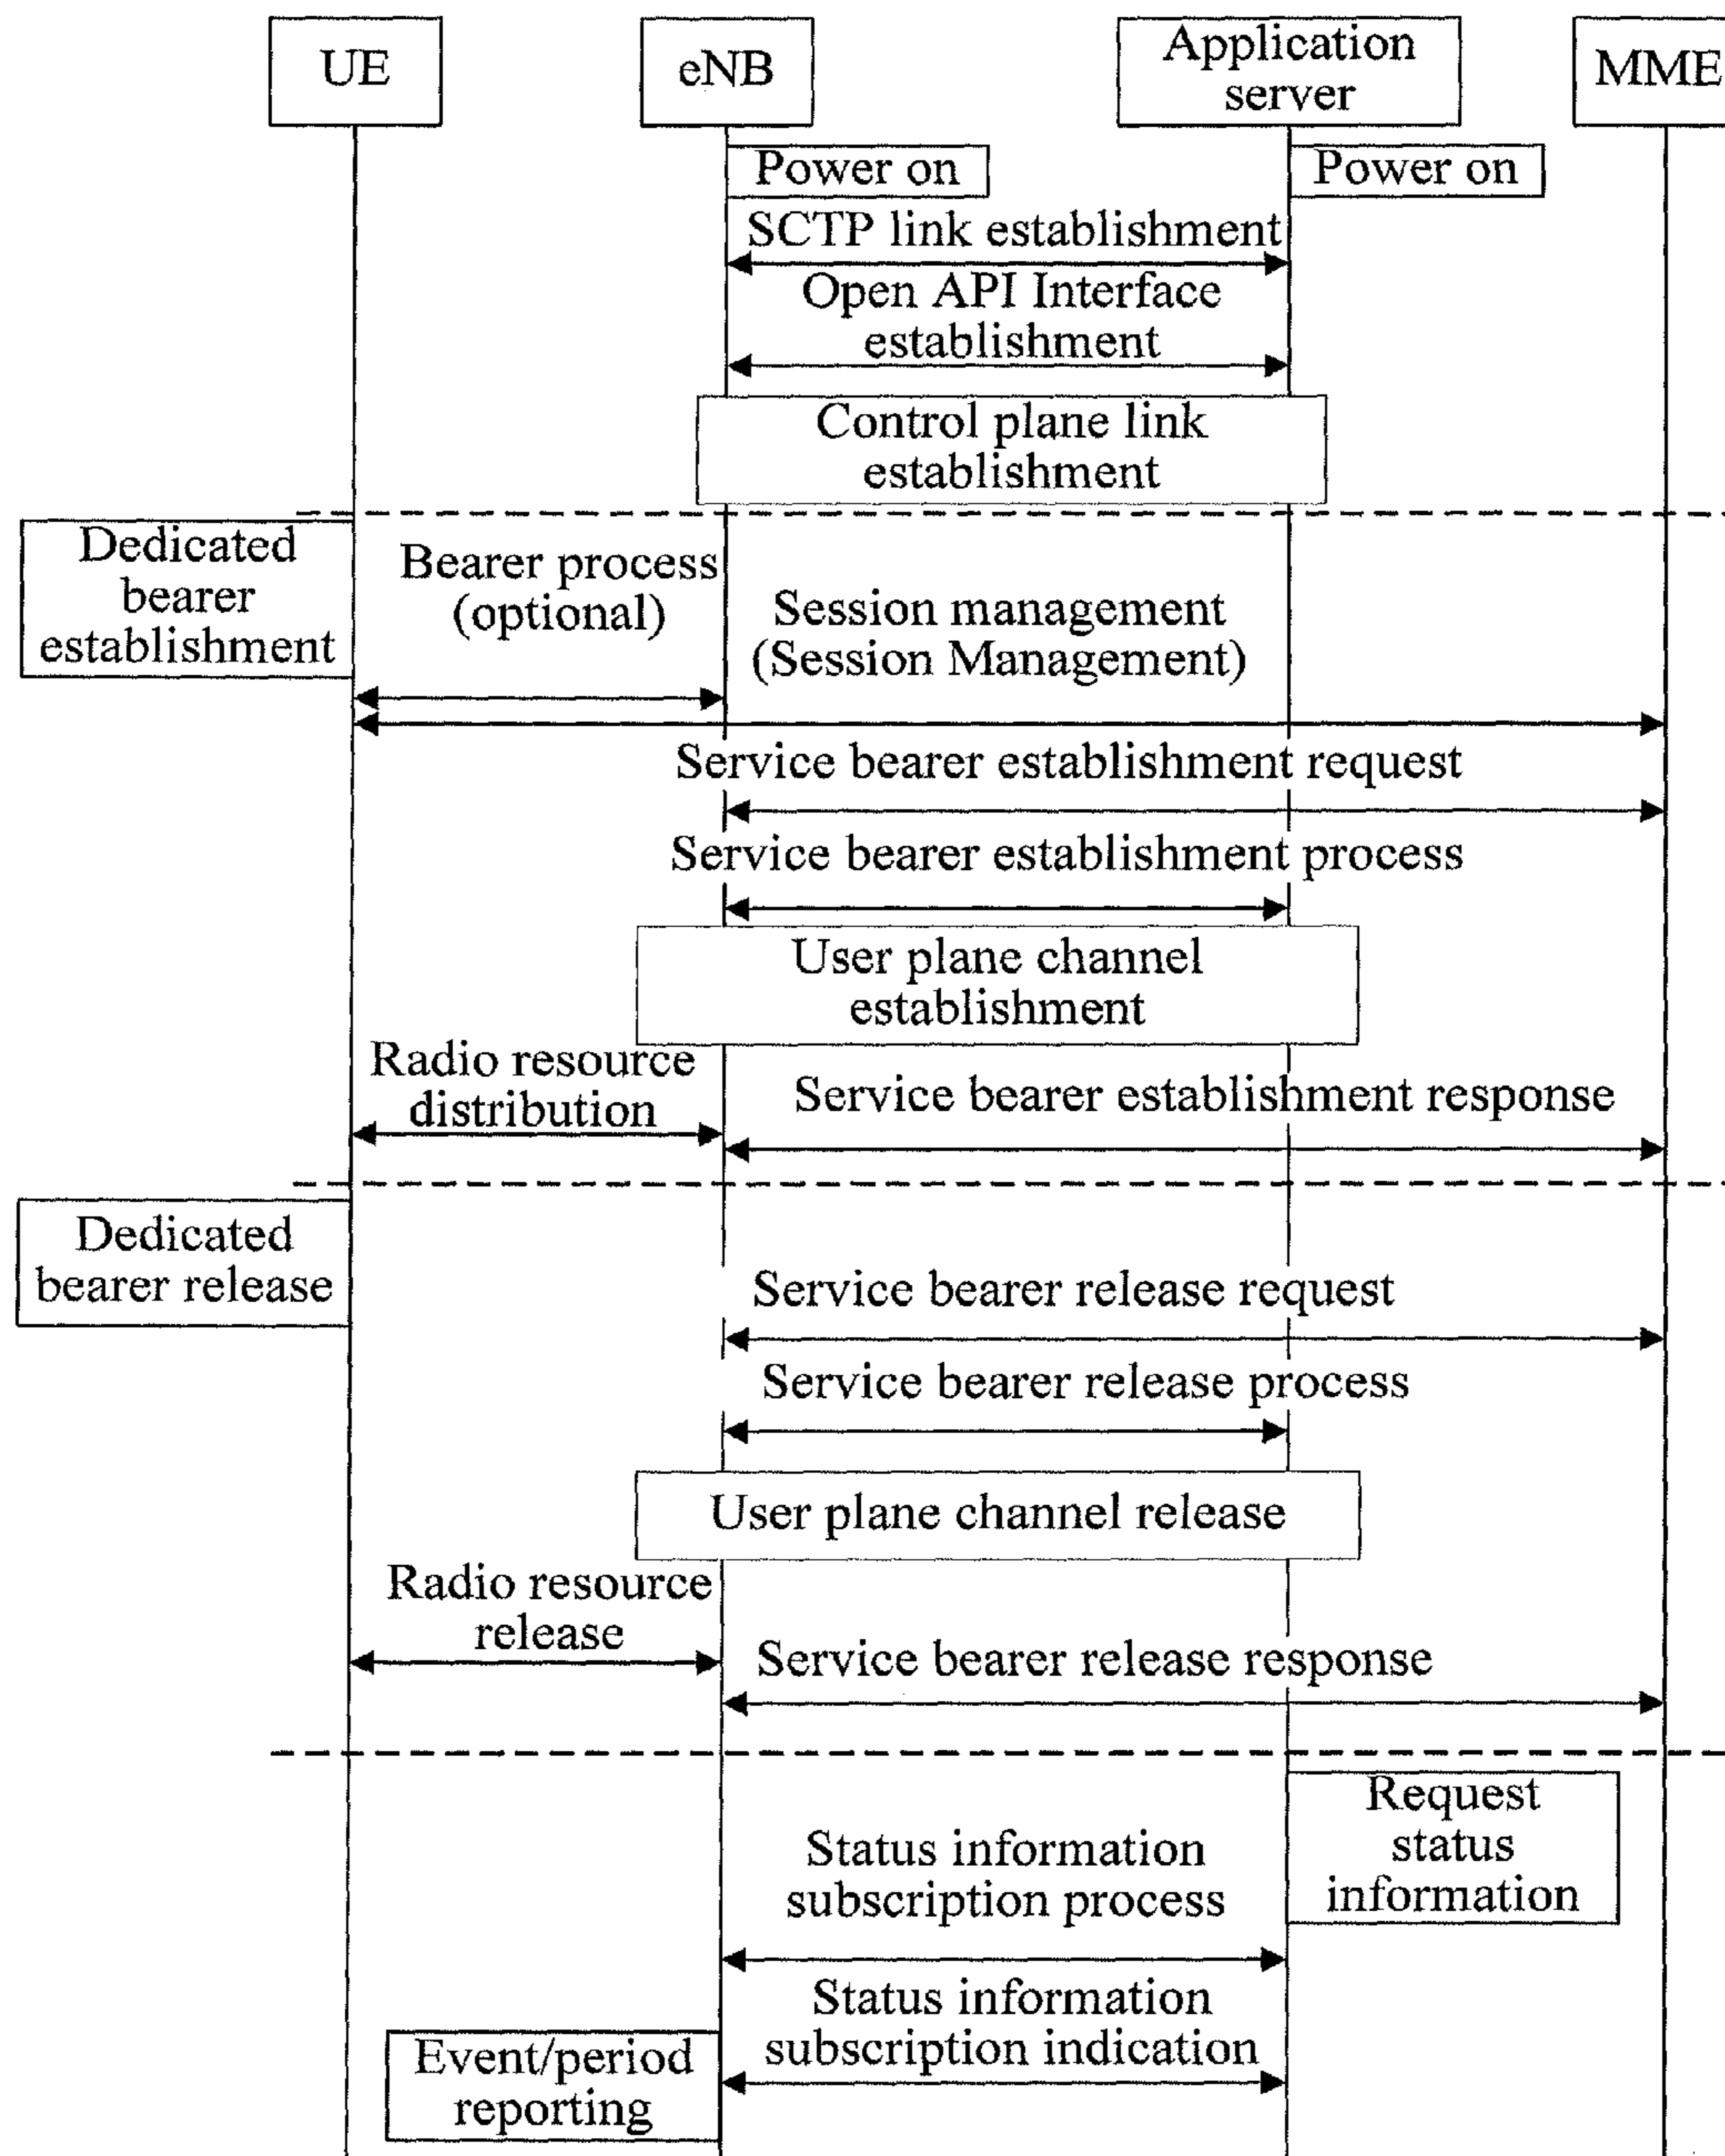 UE
eNB
Application
server
MME
Power on
Power on
SCTP link establishment
Open API Interface
establishment
Control plane link
establishment
Dedicated
bearer
establishment
Bearer process
(optional)
Session management
(Session Management)
Service bearer establishment request
Service bearer establishment process
User plane channel
establishment
Radio resource
distribution
Service bearer establishment response
Dedicated
bearer release
Service bearer release request
Service bearer release process
User plane channel release
Radio resource
release
Service bearer release response
Request
status
information
Status information
subscription process
Status information
subscription indication
Event/period
reporting